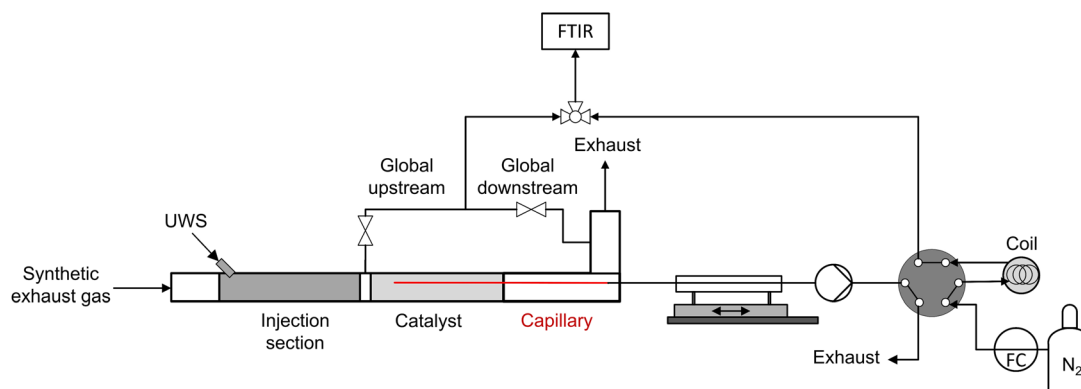 FTIR
Exhaust
Global
upstream
Global
downstream
UWS
Coil
Synthetic
exhaust gas
Injection
section
Catalyst
Capillary
Exhaust
FC
N2